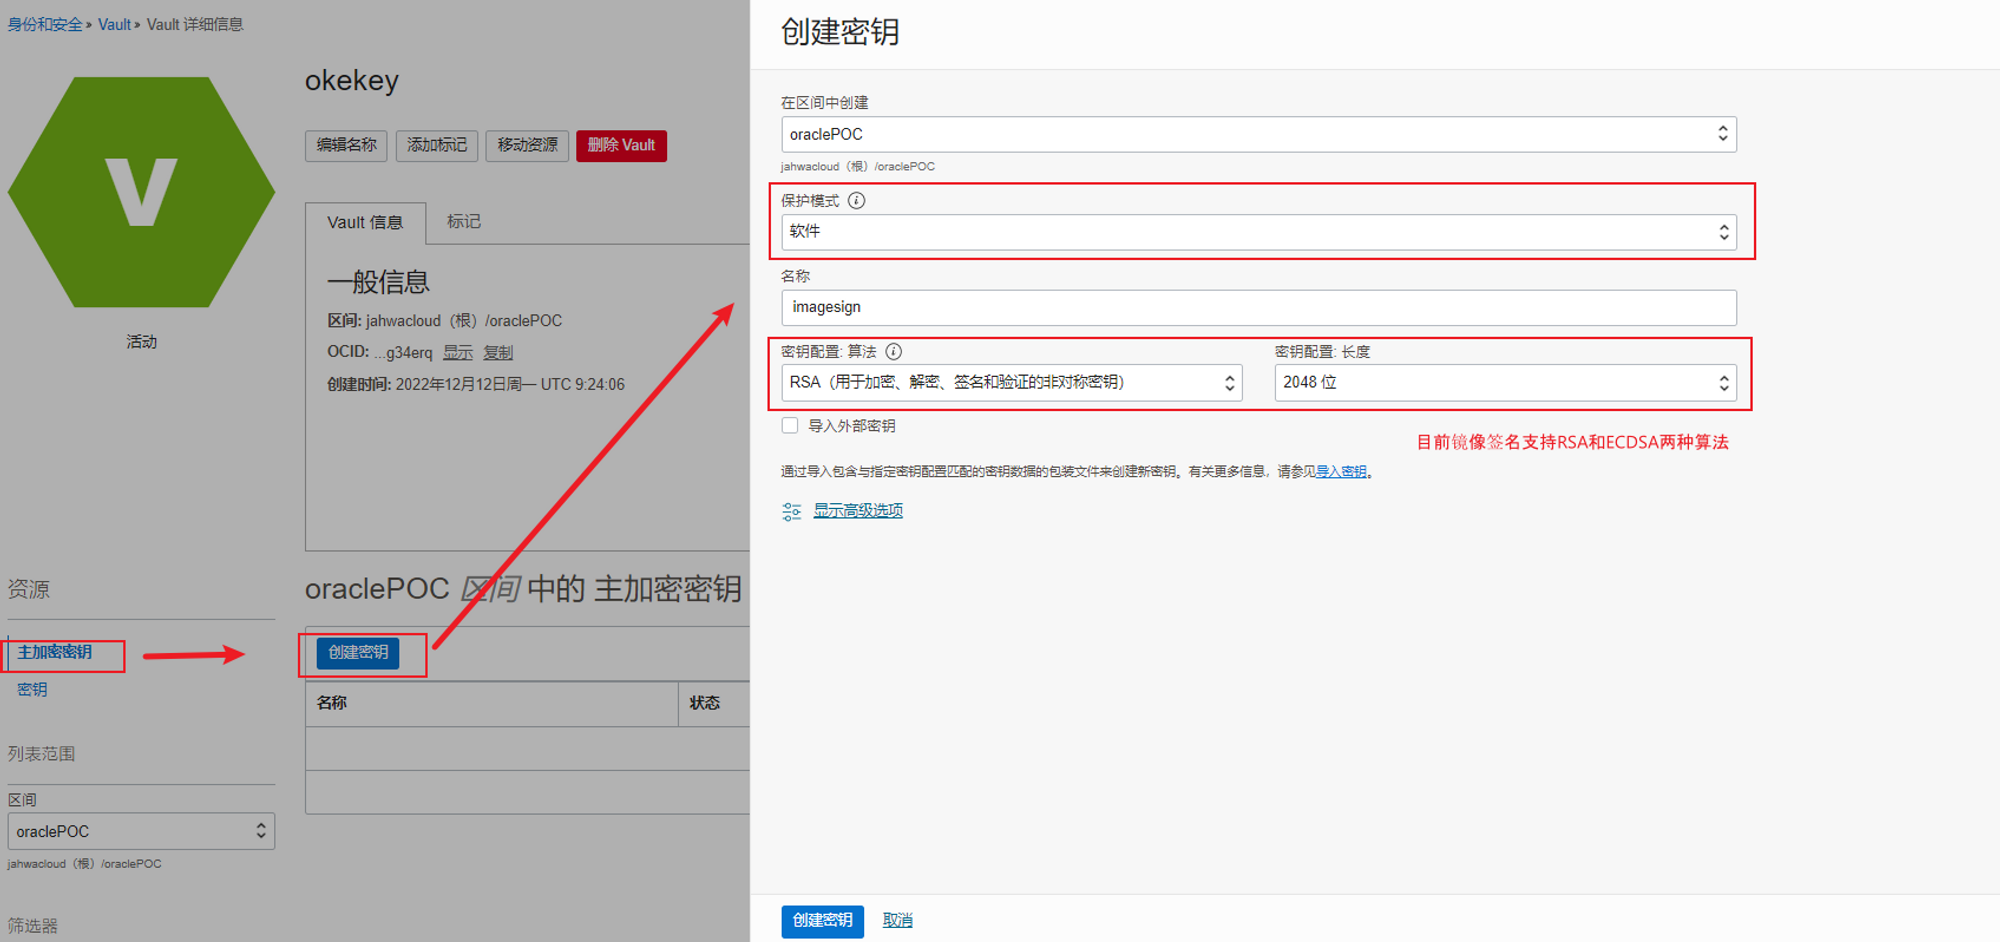 身份和安全 » Vault » Vault 详细信息
V
活动
okekey
编辑名称 添加标记 移动资源 删除 Vault
Vault 信息 标记
一般信息
区间: jahwacloud（根）/oraclePOC
OCID: ...g34erq 显示 复制
创建时间: 2022年12月12日周一 UTC 9:24:06
资源
主加密密钥
密钥
列表范围
区间
oraclePOC
jahwacloud（根）/oraclePOC
筛选器
oraclePOC 区间 中的 主加密密钥
创建密钥
名称 状态
创建密钥
在区间中创建
oraclePOC
jahwacloud（根）/oraclePOC
保护模式
软件
名称
imagesign
密钥配置: 算法 密钥配置: 长度
RSA（用于加密、解密、签名和验证的非对称密钥） 2048 位
导入外部密钥
目前镜像签名支持RSA和ECDSA两种算法
通过导入包含与指定密钥配置匹配的密钥数据的包装文件来创建新密钥。有关更多信息，请参见导入密钥。
显示高级选项
创建密钥 取消